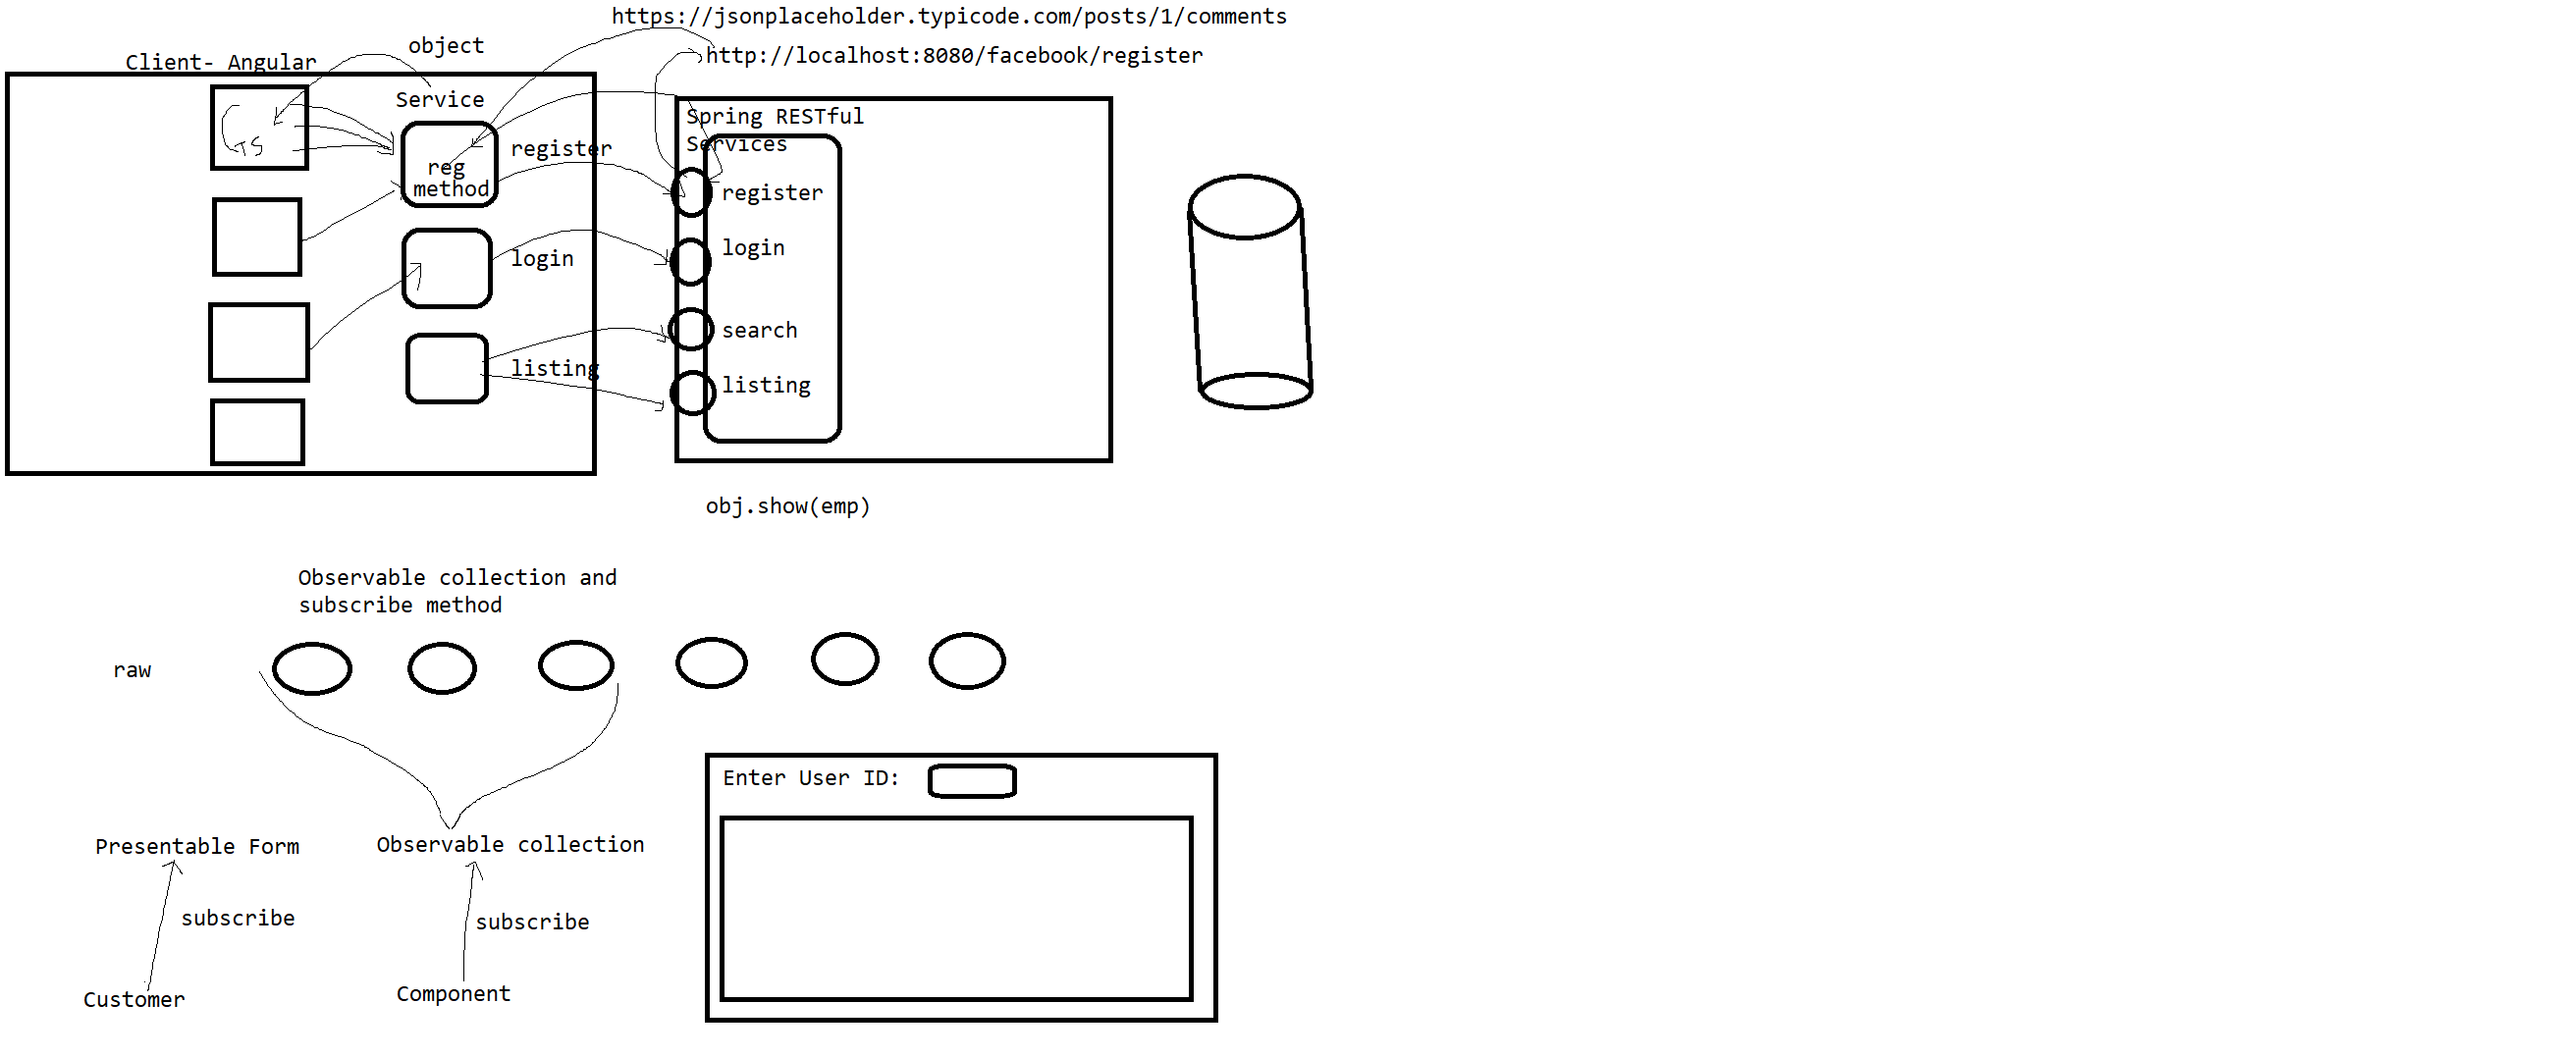 https://jsonplaceholder.typicode.com/posts/1/comments
http://localhost:8080/facebook/register
object
Client- Angular
Service
TS
reg
method
register
login
listing
Spring RESTful
Services
register
login
search
listing
obj.show(emp)
Observable collection and
subscribe method
raw
Enter User ID:
Presentable Form
Observable collection
subscribe
subscribe
Customer
Component